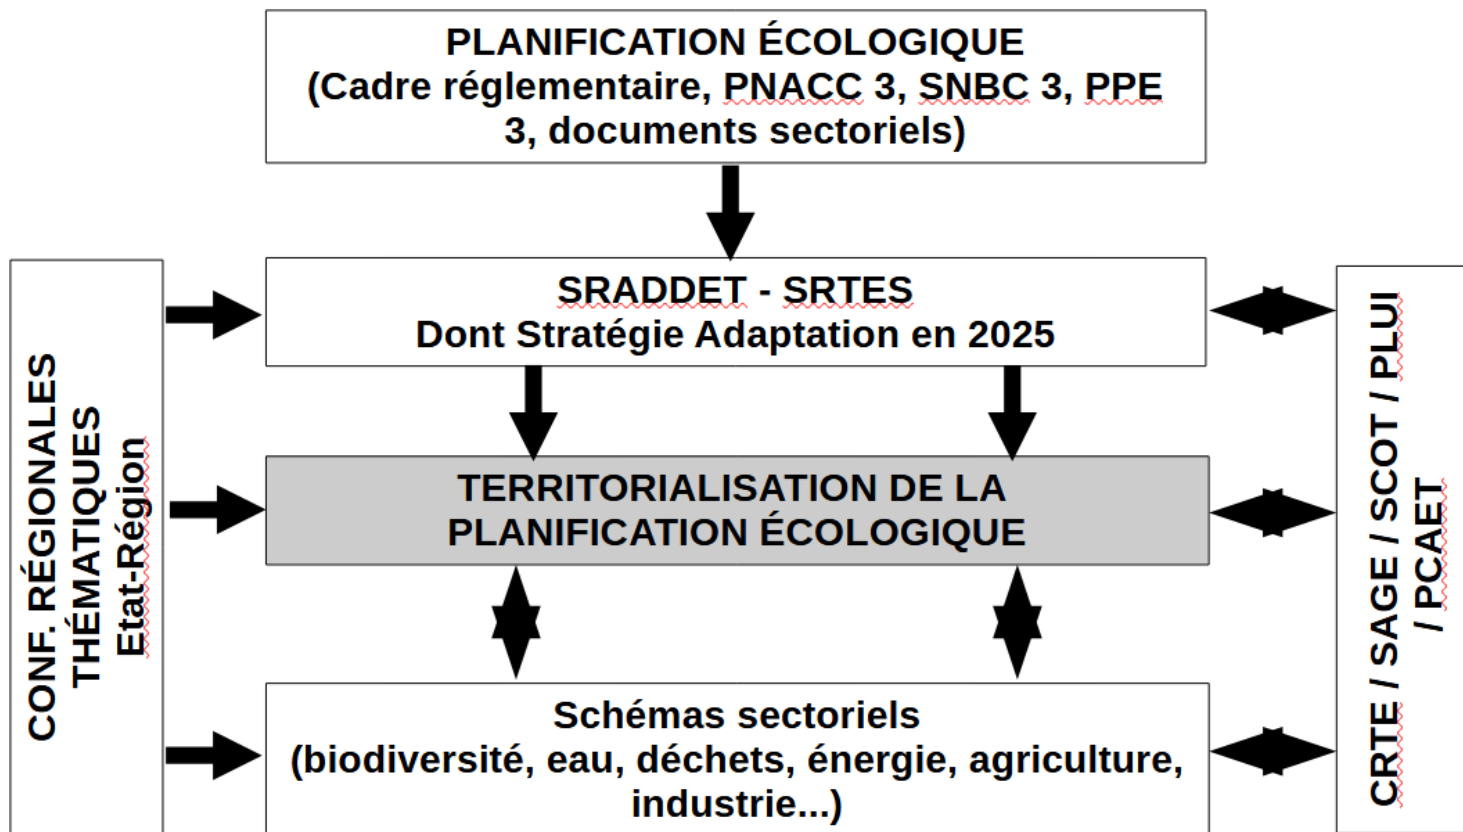 PLANIFICATION ÉCOLOGIQUE
(Cadre réglementaire, PNACC 3, SNBC 3, PPE
3, documents sectoriels)
SRADDET - SRTES
Dont Stratégie Adaptation en 2025
CONF. RÉGIONALES
THÉMATIQUES
Etat-Région
TERRITORIALISATION DE LA
PLANIFICATION ÉCOLOGIQUE
CRTE / SAGE / SCOT / PLUI
/ PCAET
Schémas sectoriels
(biodiversité, eau, déchets, énergie, agriculture,
industrie...)